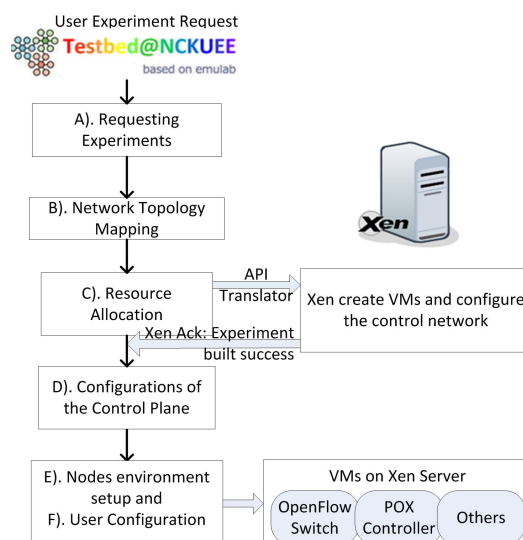 User Experiment Request
Testbed@NCKUEE
based on emulab
A). Requesting
Experiments
B). Network Topology
Mapping
Xen
C). Resource
Allocation
API
Translator
Xen create VMs and configure
the control network
Xen Ack: Experiment
built success
D). Configurations of
the Control Plane
E). Nodes environment
setup and
F). User Configuration
VMs on Xen Server
OpenFlow
Switch
POX
Controller
Others